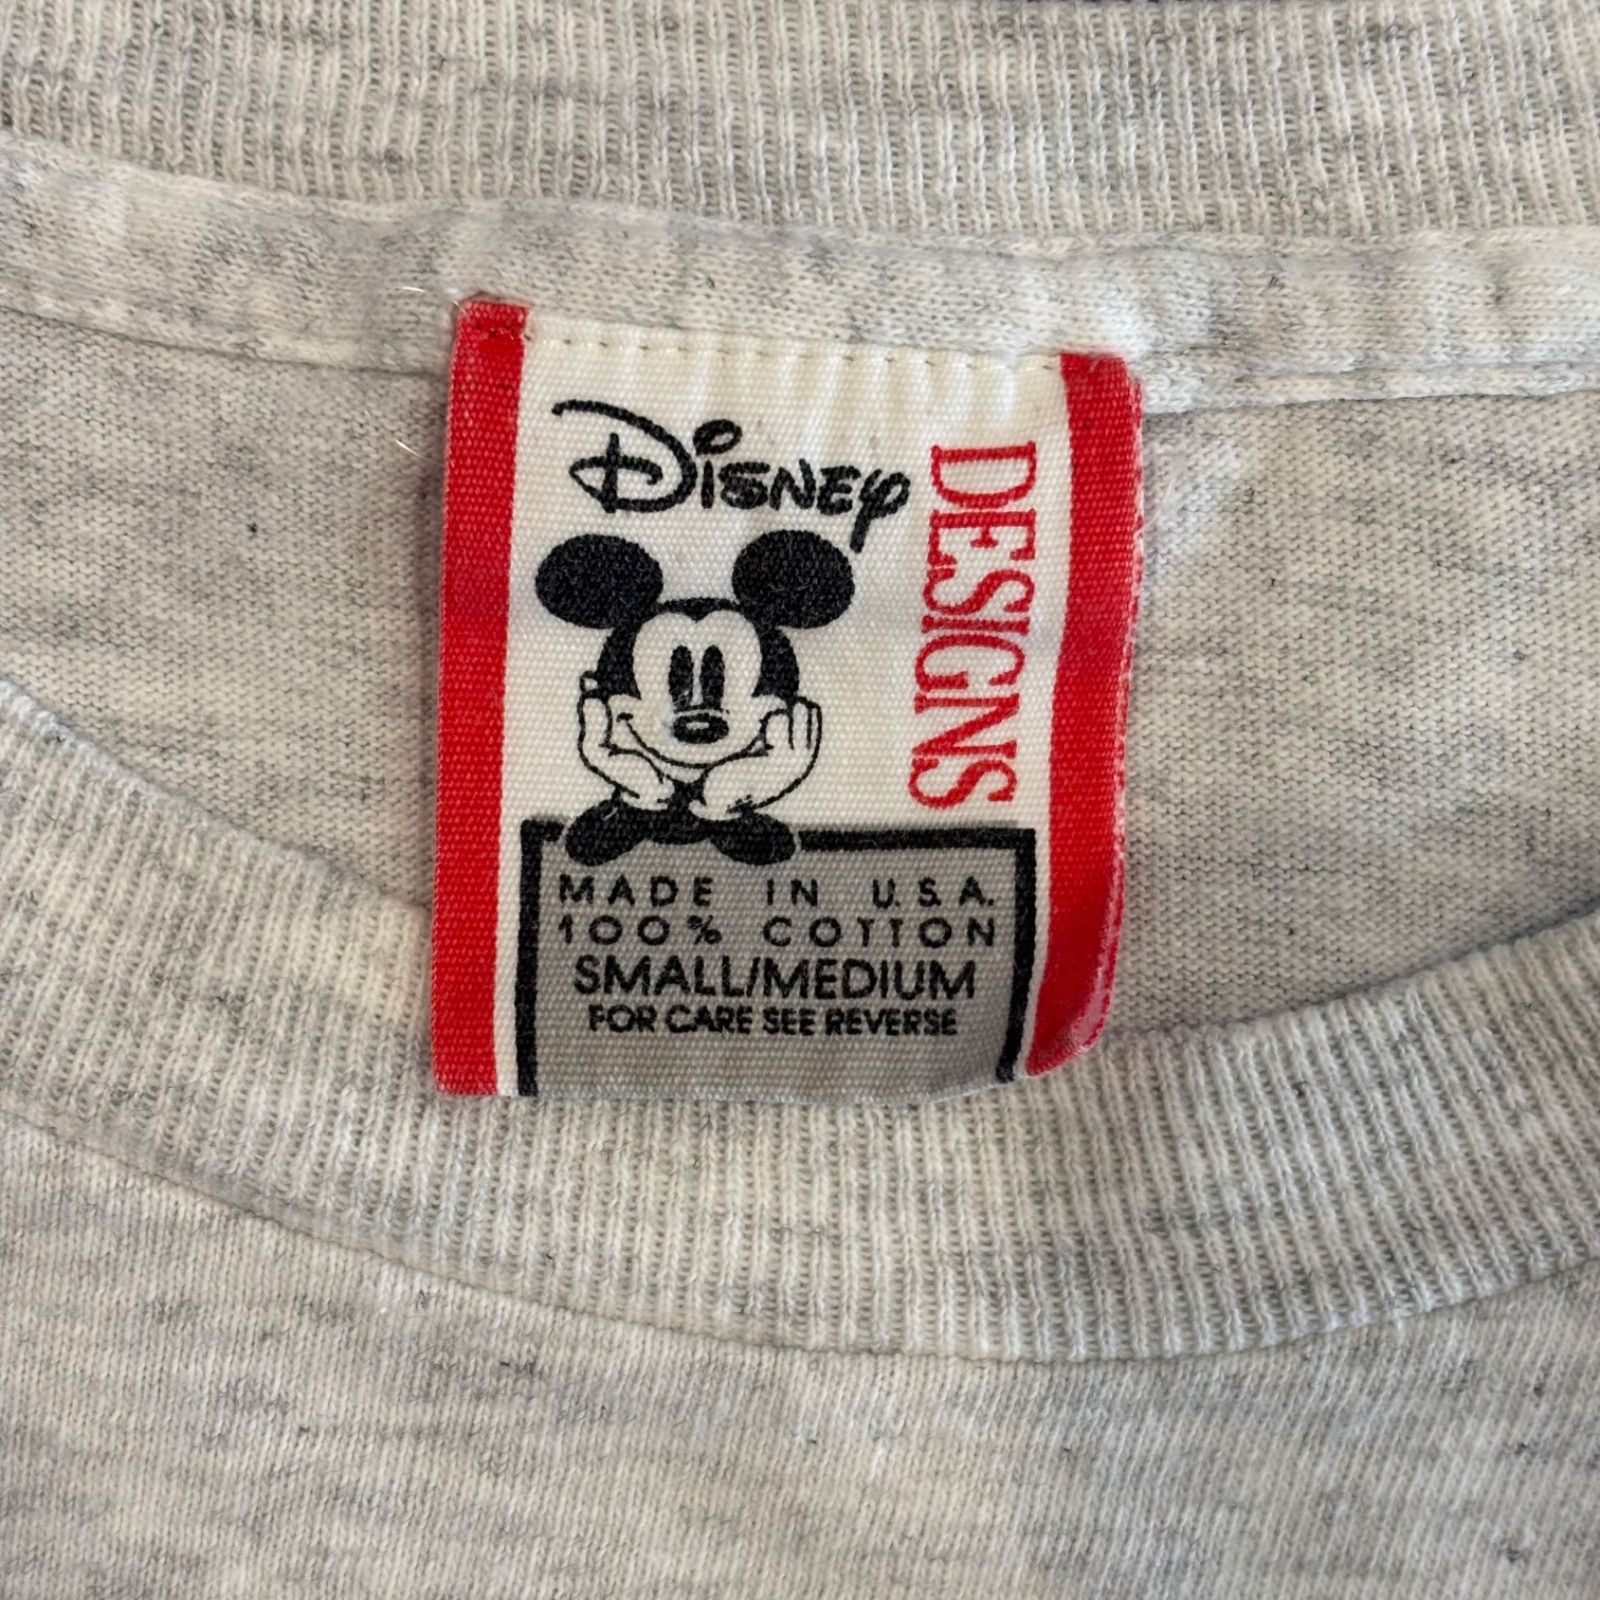 Disney
DESIGNS
MADE IN U.S.A.
100% COTTON
SMALL/MEDIUM
FOR CARE SEE REVERSE